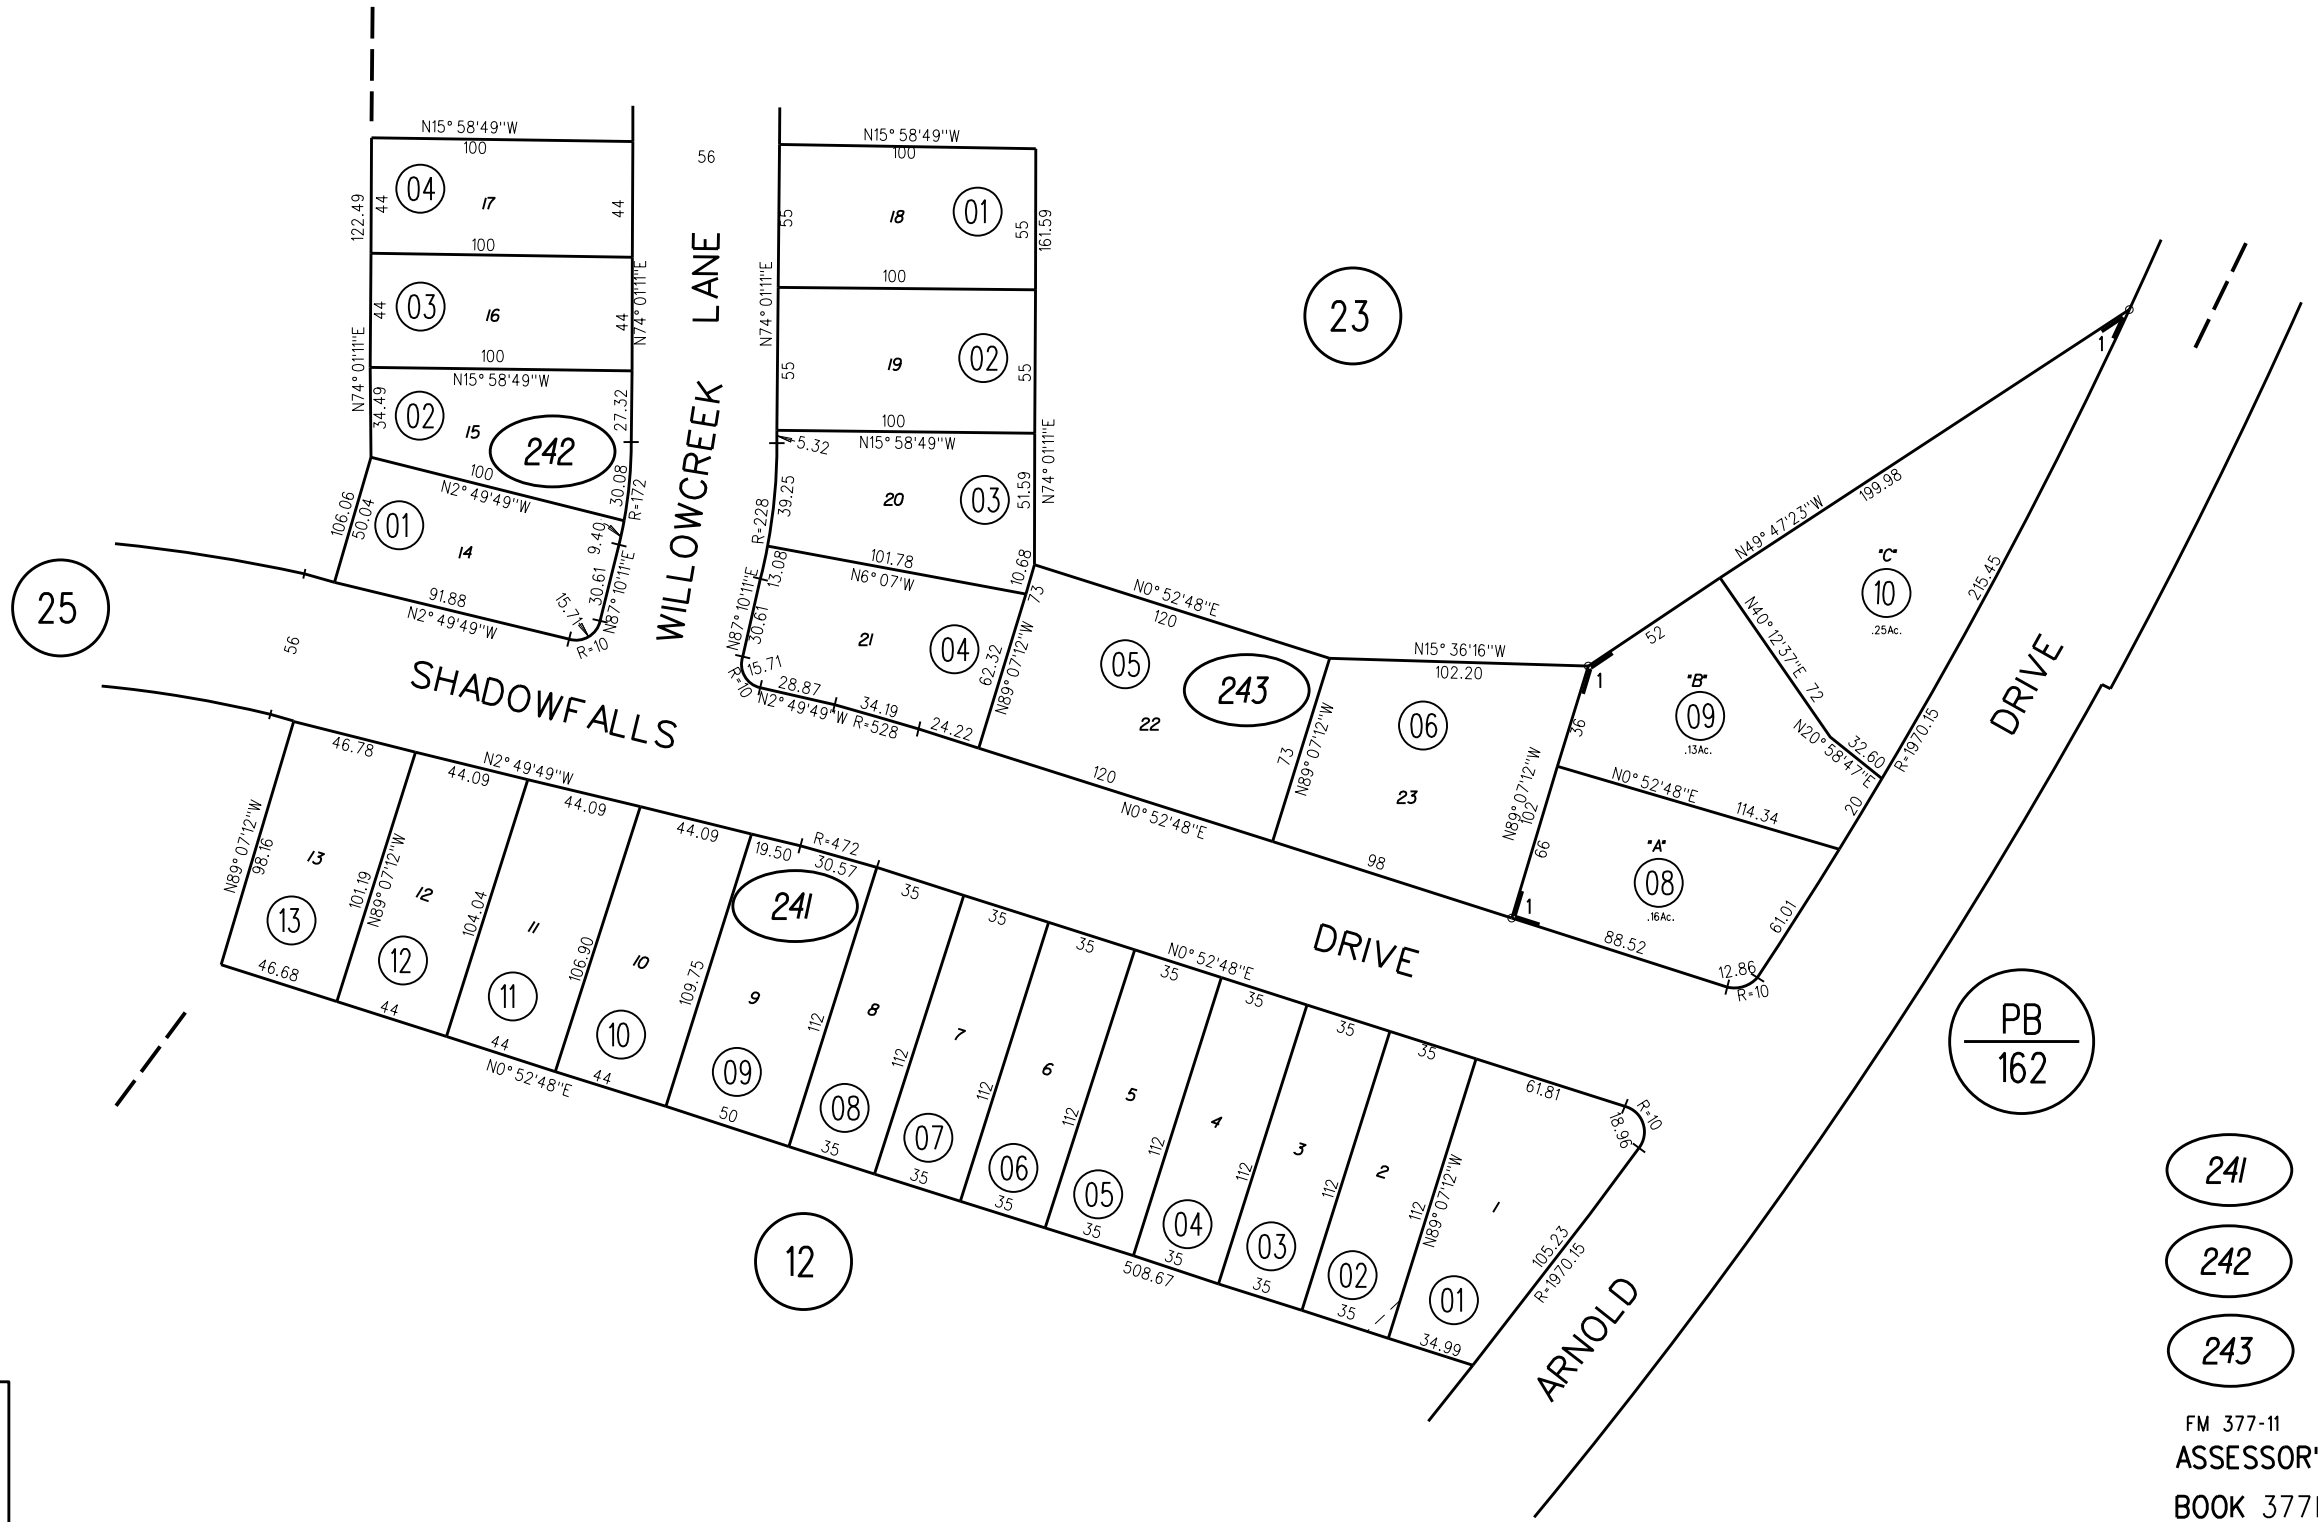 N15° 58'49"W
100
04
17
44
44
122.49
100
03
16
44
44
N74° 01'11"E
N74° 01'11"E
100
N15° 58'49"W
02
15
34.49
27.32
242
100
N2° 49'49"W
30.08
R=172
106.06
50.04
01
14
9.40
30.61
N87° 10'11"E
15.71
R=10
91.88
N2° 49'49"W
25
56
56
WILLOWCREEK LANE
N15° 58'49"W
100
18
01
55
55
161.59
N74° 01'11"E
100
19
02
55
55
100
N15° 58'49"W
5.32
20
03
39.25
R=228
51.59
N74° 01'11"E
101.78
N6° 07'W
10.68
13.08
N87° 10'11"E
30.61
21
04
15.71
R=10
28.87
N2° 49'49"W
34.19
R=528
24.22
62.32
N89° 07'12"W
73
N0° 52'48"E
120
05
22
243
120
N0° 52'48"E
73
N89° 07'12"W
N15° 36'16"W
102.20
06
23
98
23
1
36
N89° 07'12"W
102
66
1
52
N49° 47'23"W
199.98
1
"C"
10
.25Ac.
215.45
N40° 12'37"E 72
N20° 58'47"E
32.60
R=1970.15
"B"
09
.13Ac.
N0° 52'48"E
114.34
20
"A"
08
.16Ac.
61.01
88.52
12.86
R=10
SHADOWFALLS
DRIVE
46.78
N2° 49'49"W
44.09
44.09
44.09
19.50
R=472
30.57
35
35
35
N0° 52'48"E
35
35
35
35
61.81
R=10
18.96
N89° 07'12"W
98.16
13
13
101.19
N89° 07'12"W
12
12
104.04
11
11
106.90
10
10
109.75
241
9
09
112
8
08
112
7
07
112
6
06
112
5
05
112
4
04
112
3
03
112
2
02
112
N89° 07'12"W
1
01
105.23
R=1970.15
46.68
44
44
N0° 52'48"E
44
50
35
35
35
35
35
508.67
35
35
34.99
12
ARNOLD
DRIVE
PB
162
241
242
243
FM 377-11
ASSESSOR'
BOOK 377